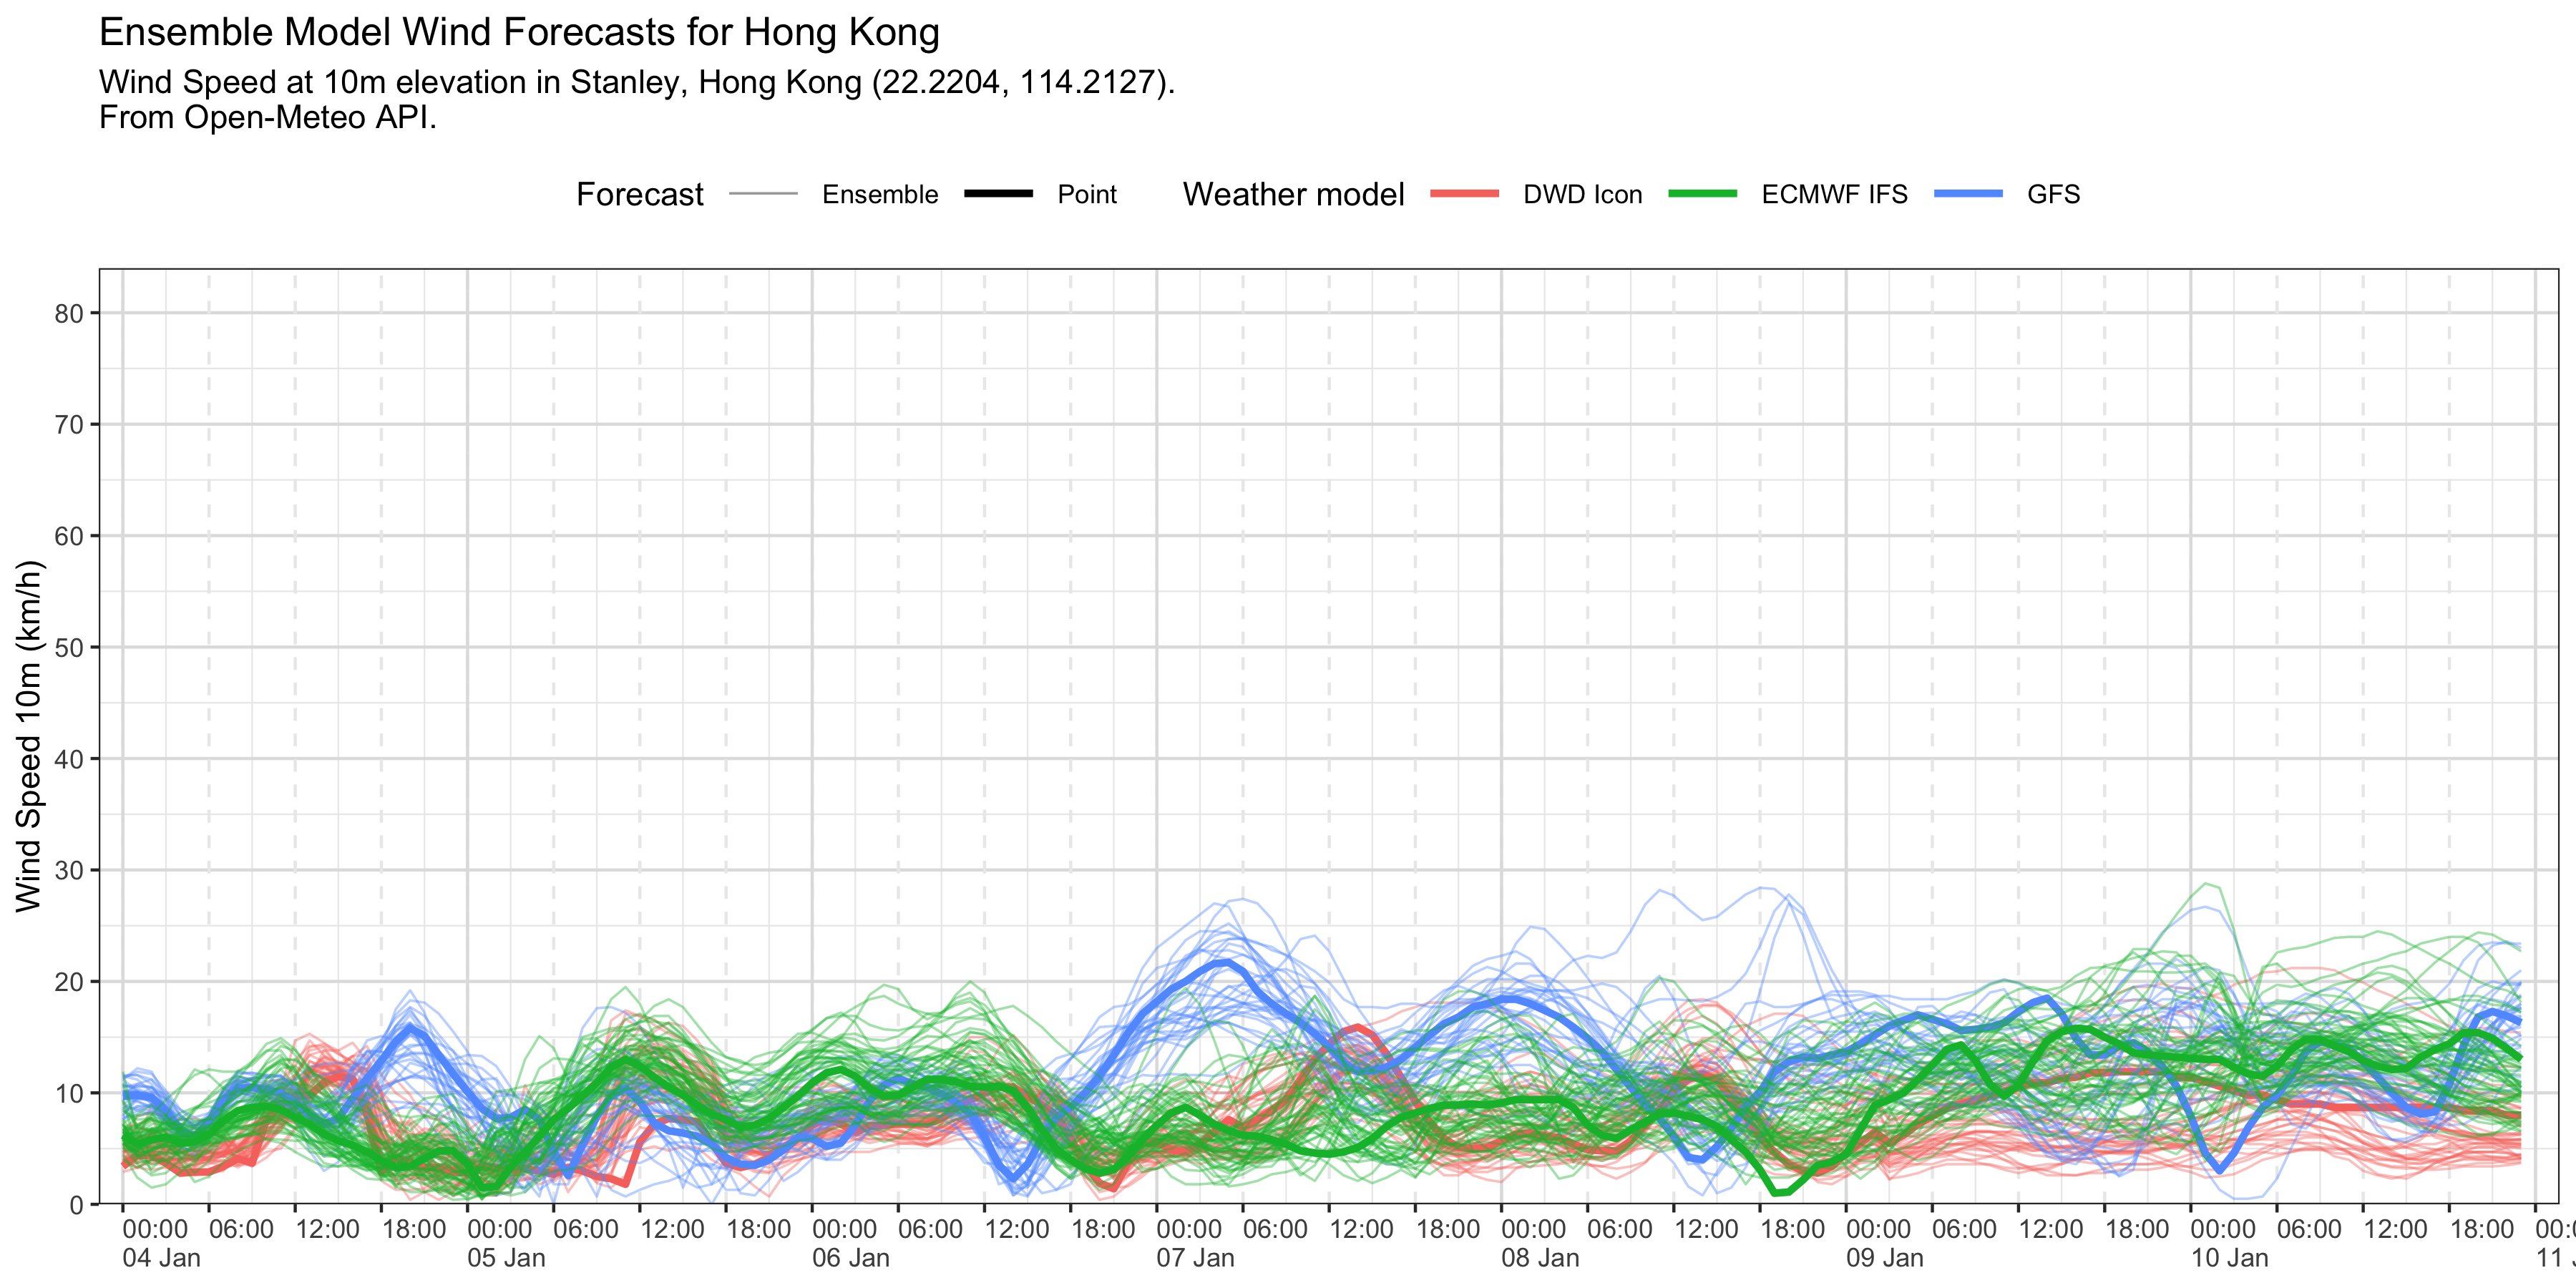 Ensemble Model Wind Forecasts for Hong Kong
Wind Speed at 10m elevation in Stanley, Hong Kong (22.2204, 114.2127).
From Open-Meteo API.
Forecast Ensemble Point Weather model DWD Icon ECMWF IFS GFS
80
70
60
50
40
30
20
10
0
Wind Speed 10m (km/h)
00:00 06:00 12:00 18:00 00:00 06:00 12:00 18:00 00:00 06:00 12:00 18:00 00:00 06:00 12:00 18:00 00:00 06:00 12:00 18:00 00:00 06:00 12:00 18:00 00:00 06:00 12:00 18:00 00:0
04 Jan 05 Jan 06 Jan 07 Jan 08 Jan 09 Jan 10 Jan 11